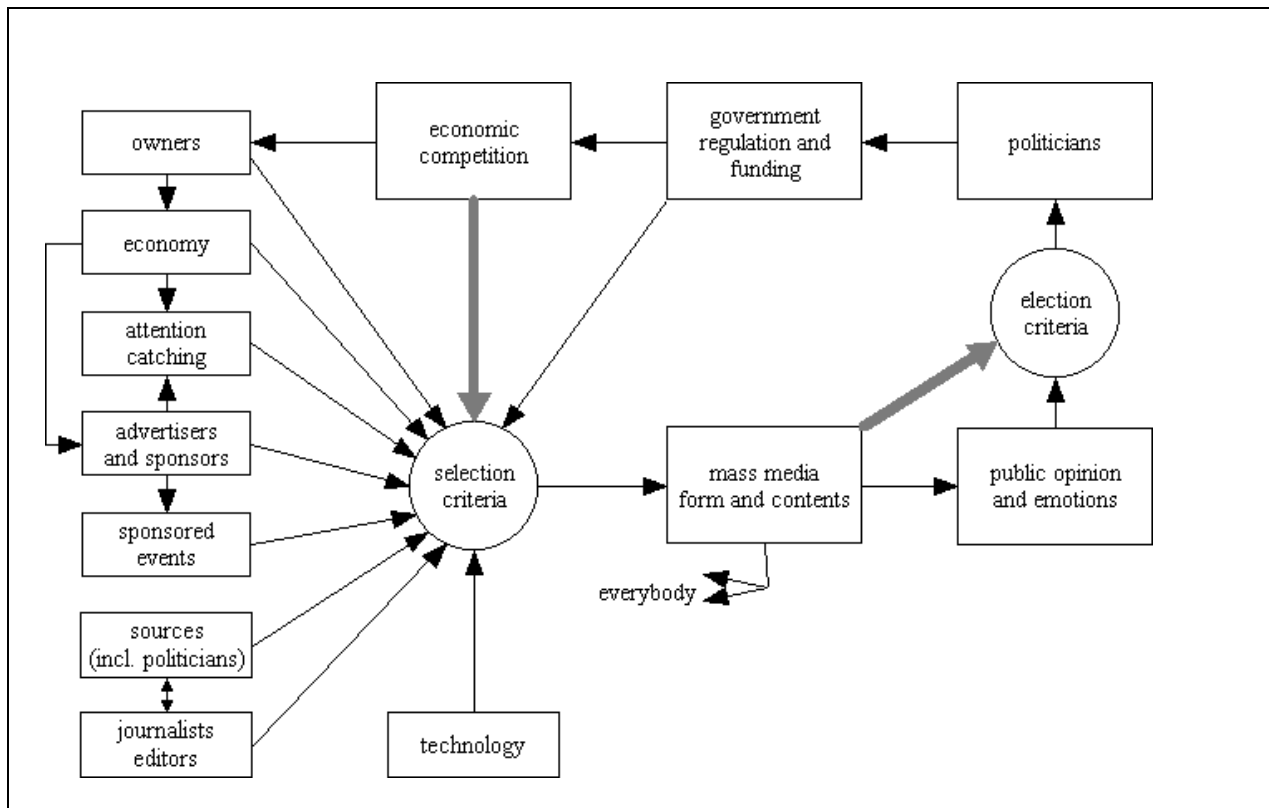 owners
economic
competition
government
regulation and
funding
politicians
economy
election
criteria
attention
catching
advertisers
and sponsors
selection
criteria
mass media
form and contents
public opinion
and emotions
sponsored
events
everybody
sources
(incl. politicians)
journalists
editors
technology